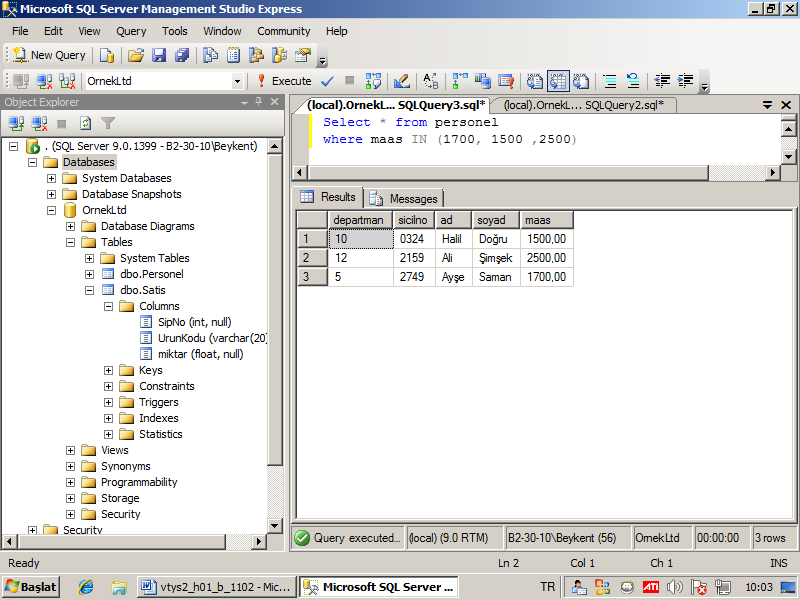 Microsoft SQL Server Management Studio Express
File Edit View Query Tools Window Community Help
New Query
OrnekLtd Execute
Object Explorer
. (SQL Server 9.0.1399 - B2-30-10\Beykent)
Databases
System Databases
Database Snapshots
OrnekLtd
Database Diagrams
Tables
System Tables
dbo.Personel
dbo.Satis
Columns
SipNo (int, null)
UrunKodu (varchar(20)
miktar (float, null)
Keys
Constraints
Triggers
Indexes
Statistics
Views
Synonyms
Programmability
Storage
Security
Security
(local).OrnekL... SQLQuery3.sql* (local).OrnekL... SQLQuery2.sql*
Select * from personel
where maas IN (1700, 1500 ,2500)
Results Messages
departman sicilno ad soyad maas
1 10 0324 Halil Doğru 1500,00
2 12 2159 Ali Şimşek 2500,00
3 5 2749 Ayşe Saman 1700,00
Query executed... (local) (9.0 RTM) B2-30-10\Beykent (56) OrnekLtd 00:00:00 3 rows
Ready Ln 2 Col 1 Ch 1 INS
Başlat vtys2_h01_b_1102 - Mic... Microsoft SQL Server ... TR ATI 10:03